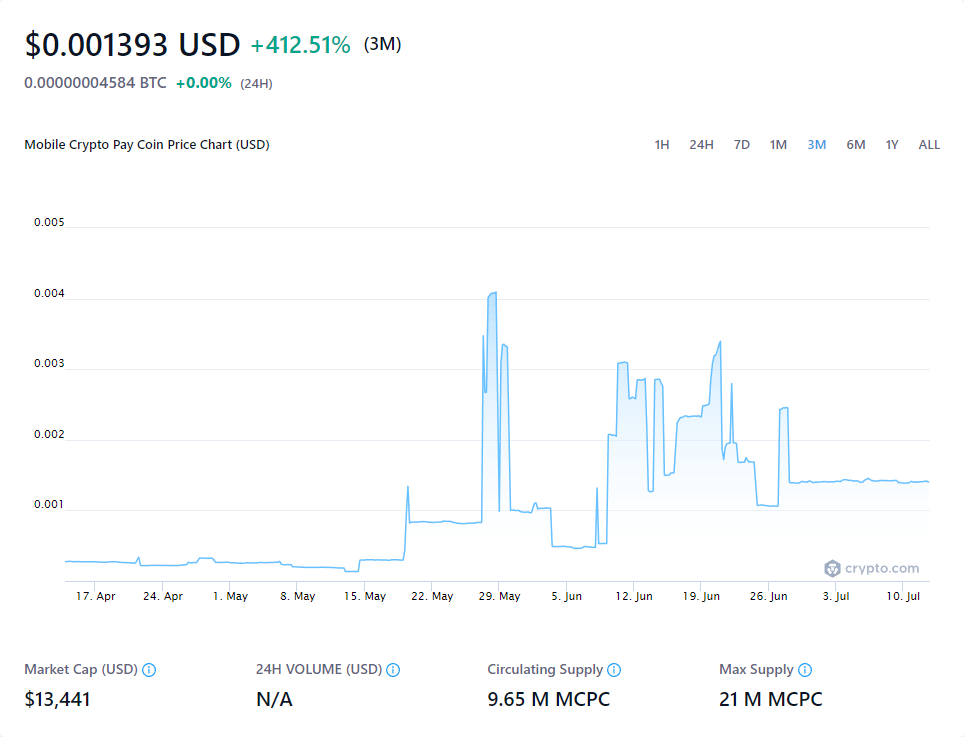 $0.001393 USD +412.51% (3M)
0.00000004584 BTC +0.00% (24H)
Mobile Crypto Pay Coin Price Chart (USD) 1H 24H 7D 1M 3M 6M 1Y ALL
0.005
0.004
0.003
0.002
0.001
crypto.com
17. Apr 24. Apr 1. May 8. May 15. May 22. May 29. May 5. Jun 12. Jun 19. Jun 26. Jun 3. Jul 10. Jul
Market Cap (USD) 24H VOLUME (USD) Circulating Supply Max Supply
$13,441 N/A 9.65 M MCPC 21 M MCPC